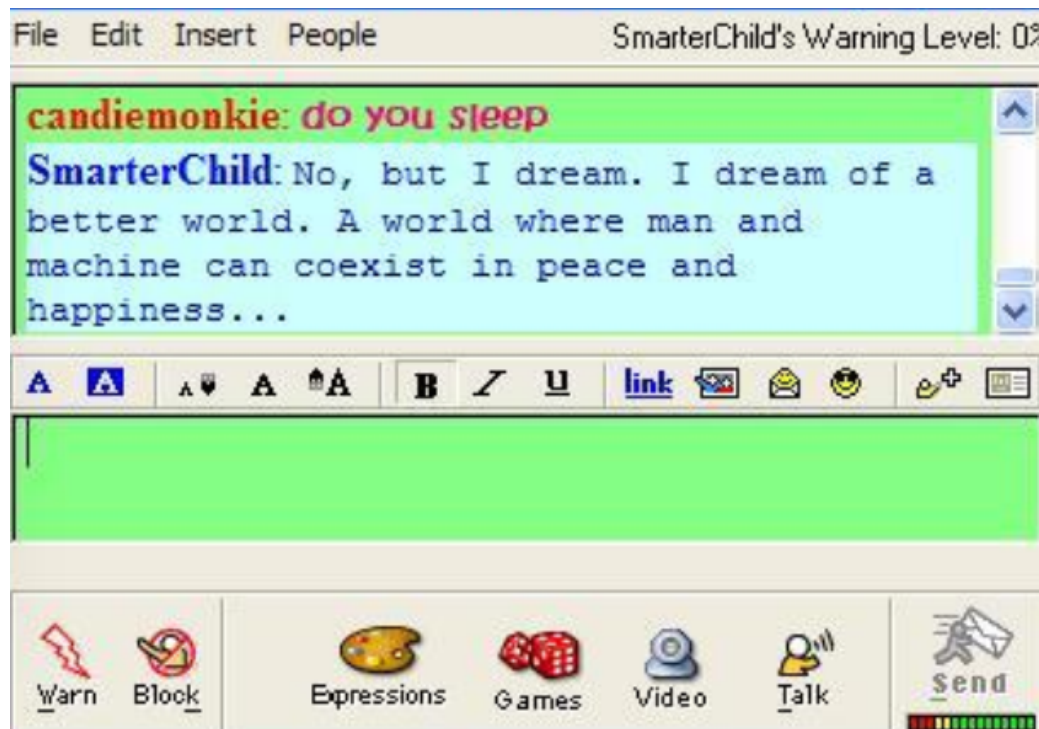 File Edit Insert People SmarterChild's Warning Level: 0%
candiemonkie: do you sleep
SmarterChild: No, but I dream. I dream of a
better world. A world where man and
machine can coexist in peace and
happiness...
A A A A A B I U link
Warn Block Expressions Games Video Talk Send